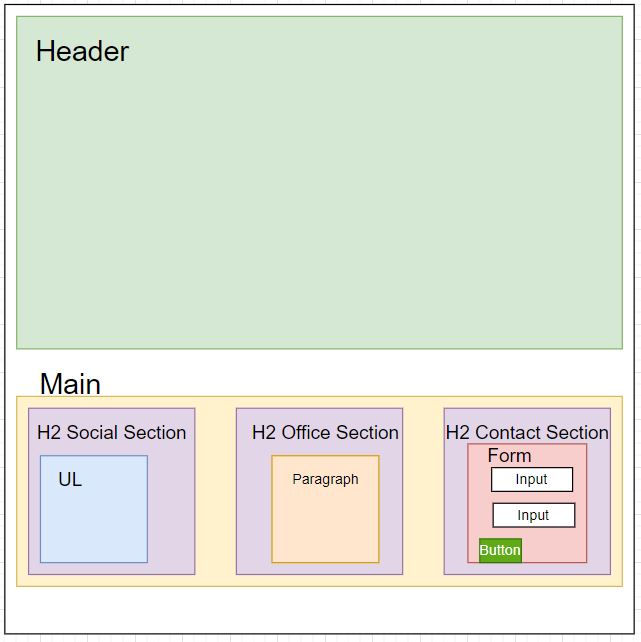 Header
Main
H2 Social Section
UL
H2 Office Section
Paragraph
H2 Contact Section
Form
Input
Input
Button